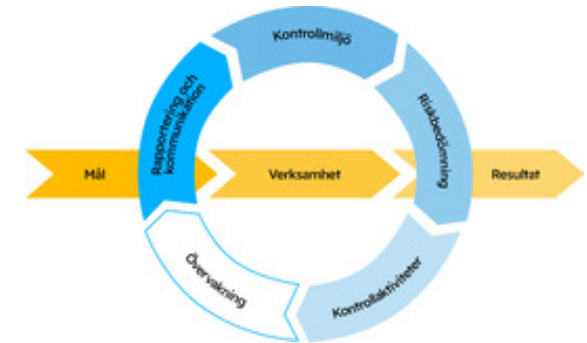 Kontrollmiljö
Rapportering och
kommunikation
Riskbedömning
Mål
Verksamhet
Resultat
Övervakning
Kontrollaktiviteter